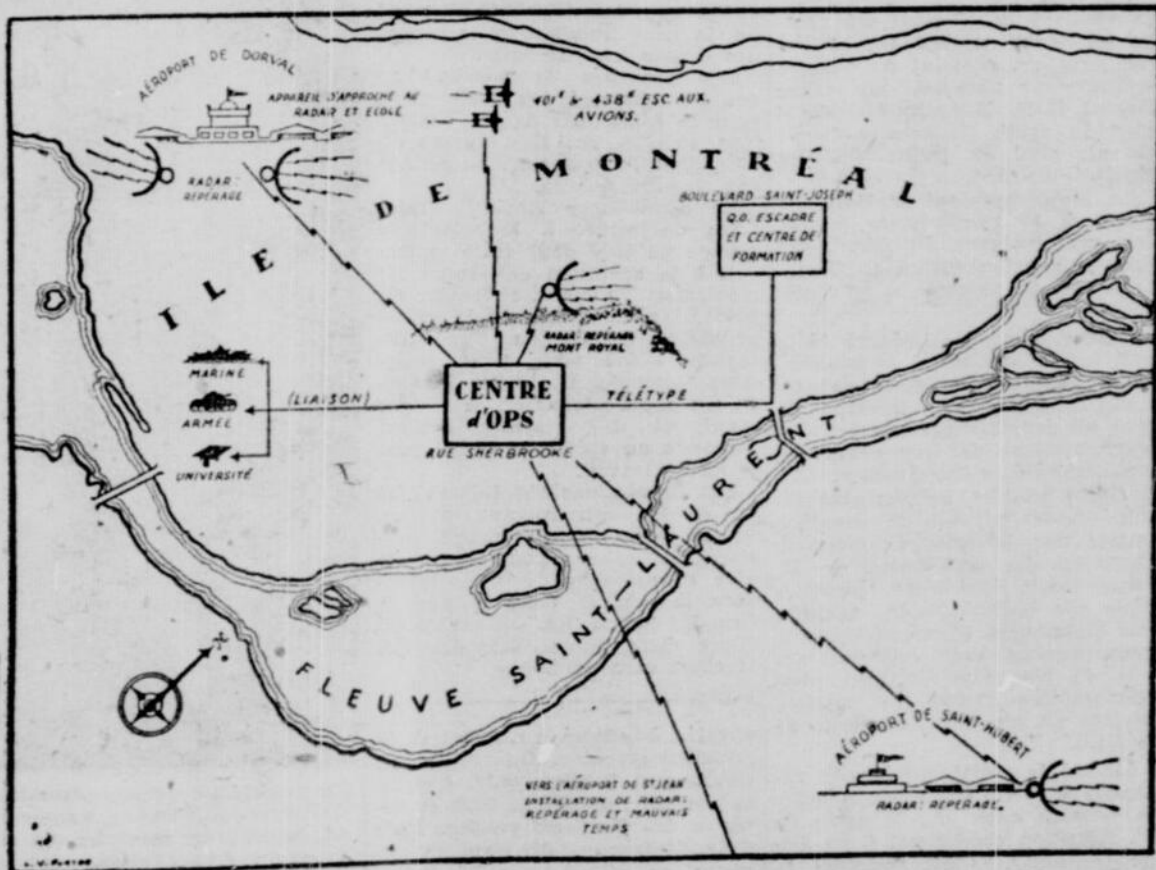 AÉROPORT DE DORVAL
APPAREIL D'APPROCHE AU
RADAR ET ECOLE
401e & 438e ESC. AUX.
AVIONS.
RADAR:
REPÉRAGE
ILE DE MONTRÉAL
BOULEVARD SAINT-JOSEPH
Q.G. ESCADRE
ET CENTRE DE
FORMATION
RADAR: REPÉRAGE
MONT ROYAL
MARINE
ARMÉE
UNIVERSITÉ
(LIAISON)
CENTRE
d'OPS
TÉLÉTYPE
RUE SHERBROOKE
FLEUVE SAINT-LAURENT
AÉROPORT DE SAINT-HUBERT
RADAR: REPÉRAGE.
VERS L'AÉROPORT DE ST JEAN
INSTALLATION DE RADAR:
REPÉRAGE ET MAUVAIS
TEMPS